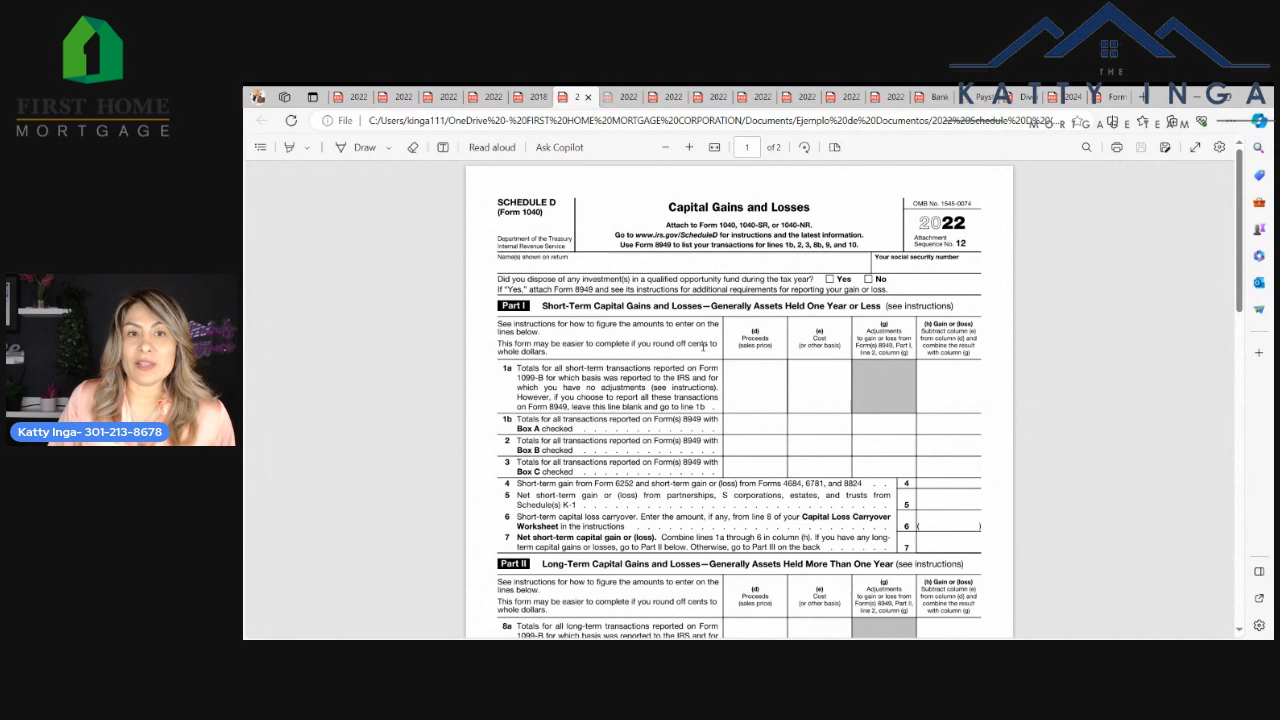 FIRST HOME
MORTGAGE
THE
KATTY INGA
MORTGAGE TEAM
2022 2022 2022 2022 2018 2 2022 2022 2022 2022 2022 2022 2022 Bank 2024 Form
File C:/Users/kinga111/OneDrive%20-%20FIRST%20HOME%20MORTGAGE%20CORPORATION/Documents/Ejemplo%20de%20Documentos/2022%20Schedule%20D%20(...
Draw Read aloud Ask Copilot 1 of 2
SCHEDULE D
(Form 1040)
Department of the Treasury
Internal Revenue Service
Capital Gains and Losses
Attach to Form 1040, 1040-SR, or 1040-NR.
Go to www.irs.gov/ScheduleD for instructions and the latest information.
Use Form 8949 to list your transactions for lines 1b, 2, 3, 8b, 9, and 10.
OMB No. 1545-0074
2022
Attachment
Sequence No. 12
Name(s) shown on return
Your social security number
Did you dispose of any investment(s) in a qualified opportunity fund during the tax year? Yes No
If "Yes," attach Form 8949 and see its instructions for additional requirements for reporting your gain or loss.
Part I Short-Term Capital Gains and Losses—Generally Assets Held One Year or Less (see instructions)
See instructions for how to figure the amounts to enter on the
lines below.
This form may be easier to complete if you round off cents to
whole dollars.
(d)
Proceeds
(sales price)
(e)
Cost
(or other basis)
(g)
Adjustments
to gain or loss from
Form(s) 8949, Part I,
line 2, column (g)
(h) Gain or (loss)
Subtract column (e)
from column (d) and
combine the result
with column (g)
1a Totals for all short-term transactions reported on Form
1099-B for which basis was reported to the IRS and for
which you have no adjustments (see instructions).
However, if you choose to report all these transactions
on Form 8949, leave this line blank and go to line 1b .
1b Totals for all transactions reported on Form(s) 8949 with
Box A checked . . . . . . . . . . . . .
2 Totals for all transactions reported on Form(s) 8949 with
Box B checked . . . . . . . . . . . . .
3 Totals for all transactions reported on Form(s) 8949 with
Box C checked . . . . . . . . . . . . .
4 Short-term gain from Form 6252 and short-term gain or (loss) from Forms 4684, 6781, and 8824 . . 4
5 Net short-term gain or (loss) from partnerships, S corporations, estates, and trusts from
Schedule(s) K-1 . . . . . . . . . . . . . . . . . . . . . . . . . 5
6 Short-term capital loss carryover. Enter the amount, if any, from line 8 of your Capital Loss Carryover
Worksheet in the instructions . . . . . . . . . . . . . . . . . . . . . 6 ( )
7 Net short-term capital gain or (loss). Combine lines 1a through 6 in column (h). If you have any long-
term capital gains or losses, go to Part II below. Otherwise, go to Part III on the back . . . . . . 7
Part II Long-Term Capital Gains and Losses—Generally Assets Held More Than One Year (see instructions)
See instructions for how to figure the amounts to enter on the
lines below.
This form may be easier to complete if you round off cents to
whole dollars.
(d)
Proceeds
(sales price)
(e)
Cost
(or other basis)
(g)
Adjustments
to gain or loss from
Form(s) 8949, Part II,
line 2, column (g)
(h) Gain or (loss)
Subtract column (e)
from column (d) and
combine the result
with column (g)
8a Totals for all long-term transactions reported on Form
1099-B for which basis was reported to the IRS and for
Katty Inga- 301-213-8678